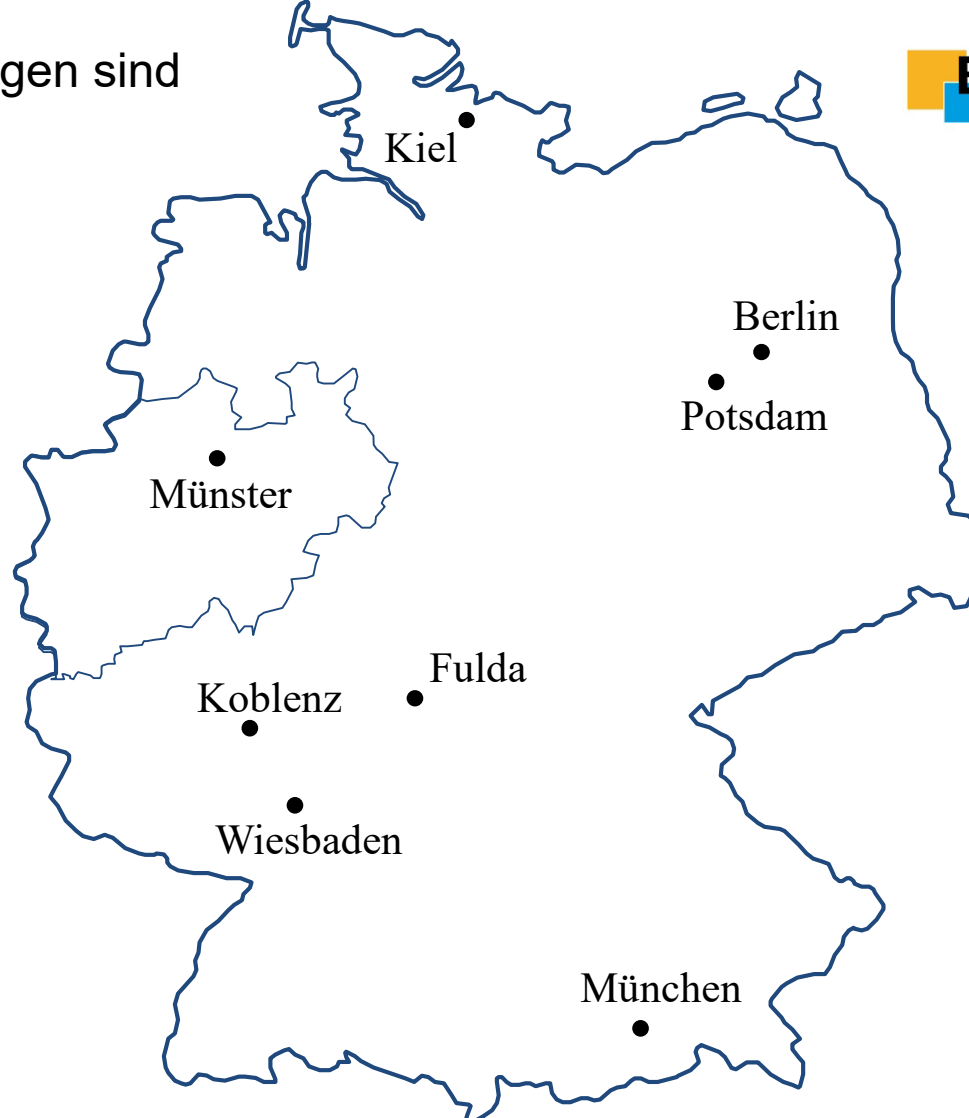 gen sind
Kiel
Berlin
Potsdam
Münster
Fulda
Koblenz
Wiesbaden
München